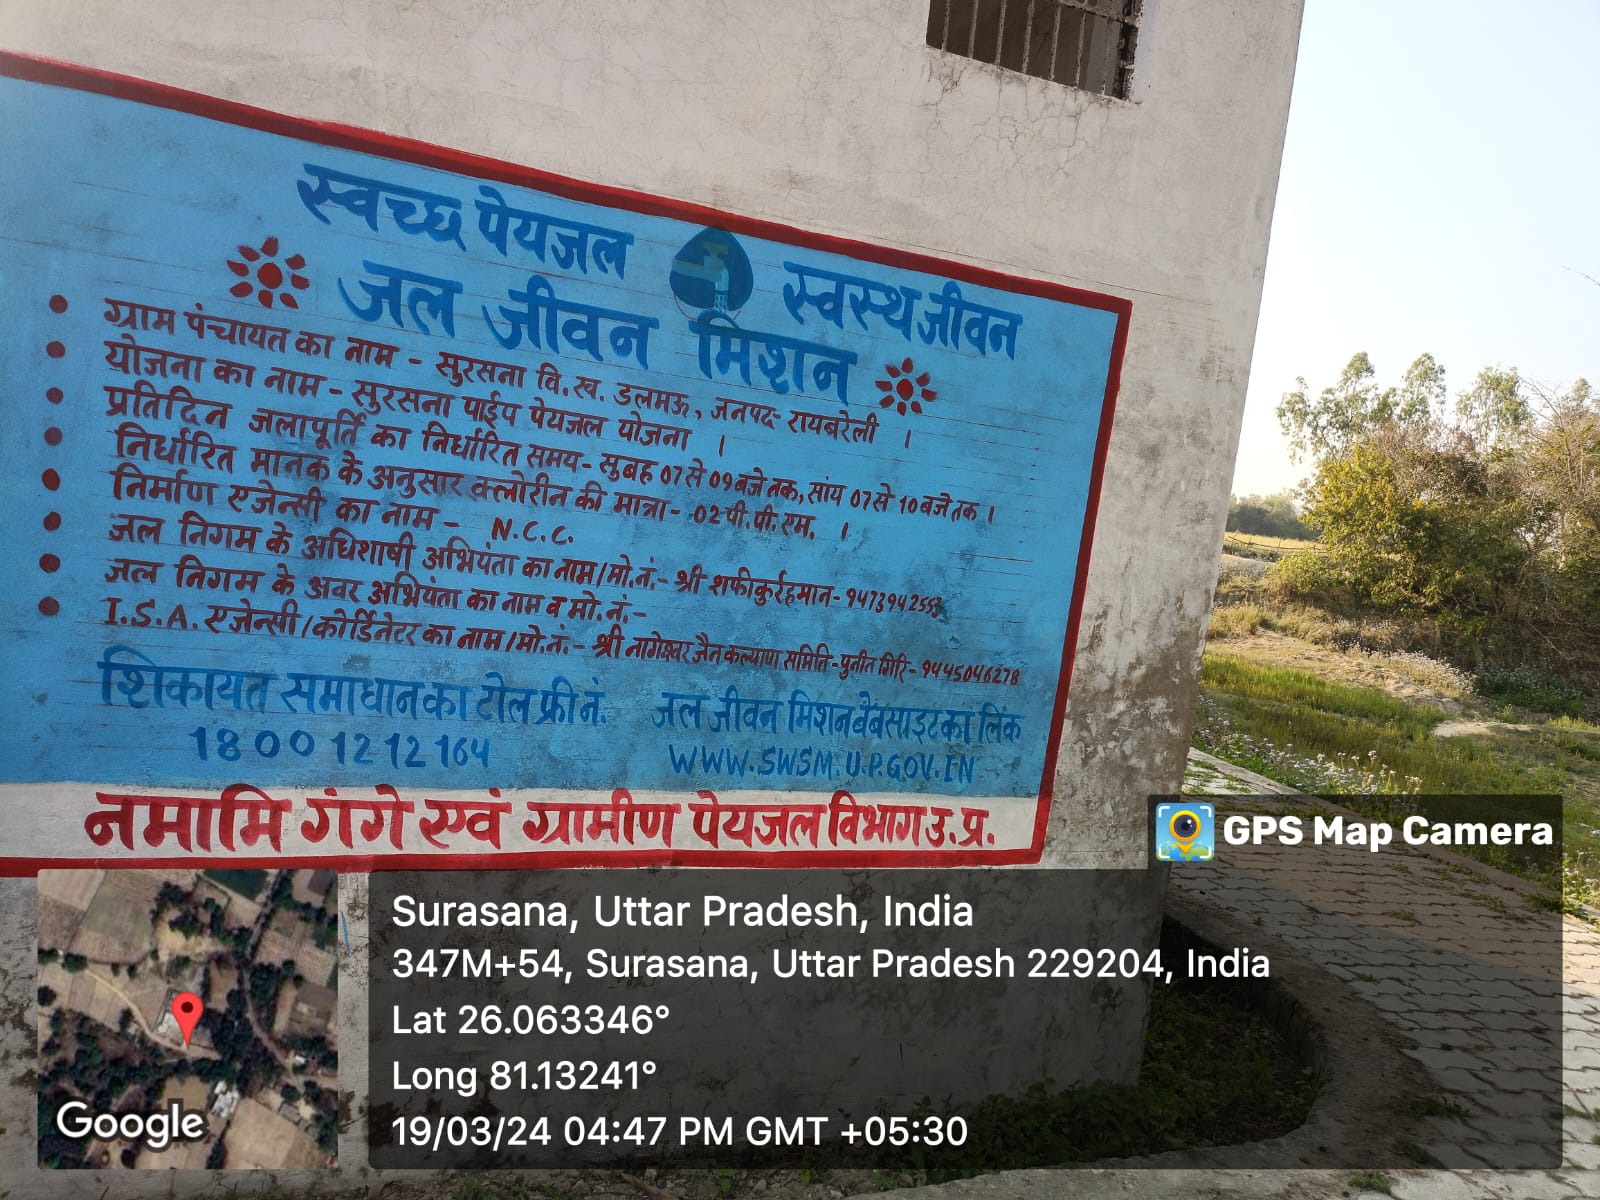 स्वच्छ पेयजल स्वस्थ जीवन
जल जीवन मिशन
ग्राम पंचायत का नाम - सुरसना वि.ख. डलमऊ, जनपद- रायबरेली ।
योजना का नाम - सुरसना पाईप पेयजल योजना ।
प्रतिदिन जलापूर्ति का निर्धारित समय- सुबह 07 से 09 बजे तक, सांय 07 से 10 बजे तक ।
निर्धारित मानक के अनुसार क्लोरीन की मात्रा- 02 पी.पी.एम. ।
निर्माण एजेन्सी का नाम - N.C.C.
जल निगम के अधिशाषी अभियंता का नाम/मो.नं.- श्री शफीकुर्रहमान-
जल निगम के अवर अभियंता का नाम व मो.नं.-
I.S.A. एजेन्सी/कोर्डिनेटर का नाम/मो.नं.- श्री नागेश्वर जैन कल्याण समिति-पुनीत गिरि- 9445046278
शिकायत समाधान का टोल फ्री नं. जल जीवन मिशन वेबसाइट का लिंक
1800 1212 164 WWW.SWSM.U.P.GOV.IN
नमामि गंगे एवं ग्रामीण पेयजल विभाग उ.प्र.
GPS Map Camera
Surasana, Uttar Pradesh, India
347M+54, Surasana, Uttar Pradesh 229204, India
Lat 26.063346°
Long 81.13241°
19/03/24 04:47 PM GMT +05:30
Google